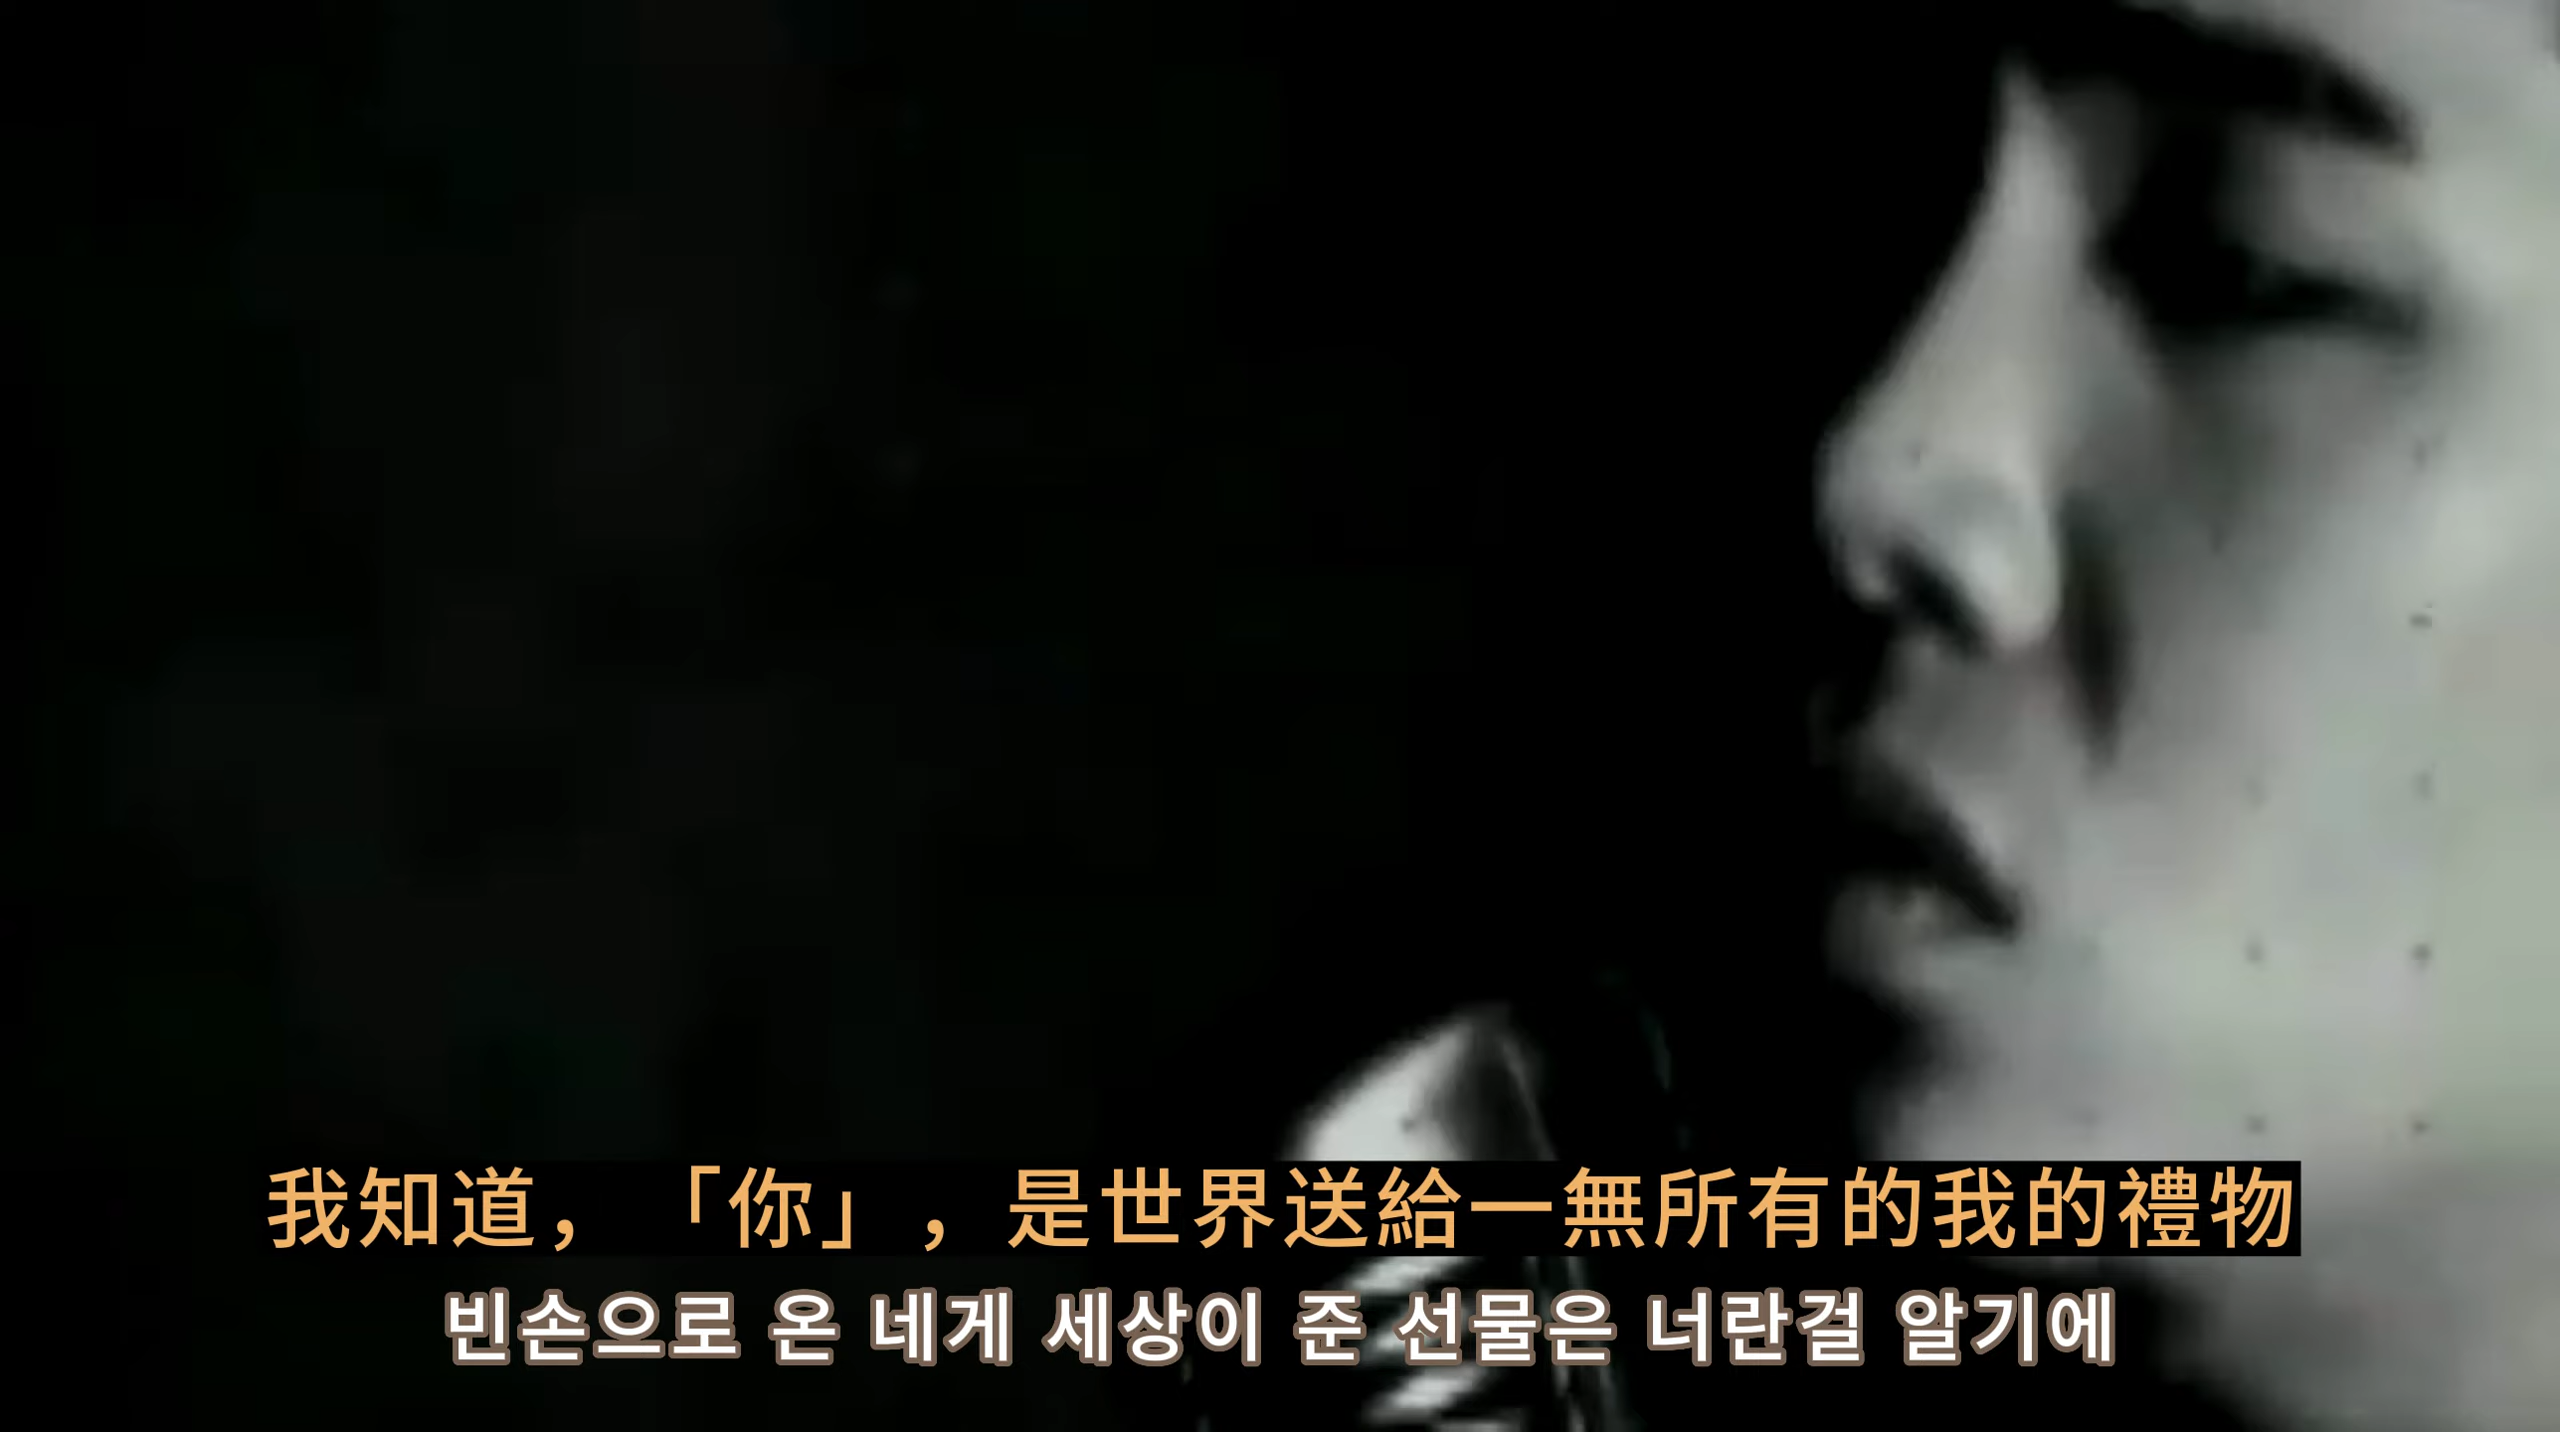 我知道，「你」，是世界送給一無所有的我的禮物
빈손으로 온 네게 세상이 준 선물은 너란걸 알기에